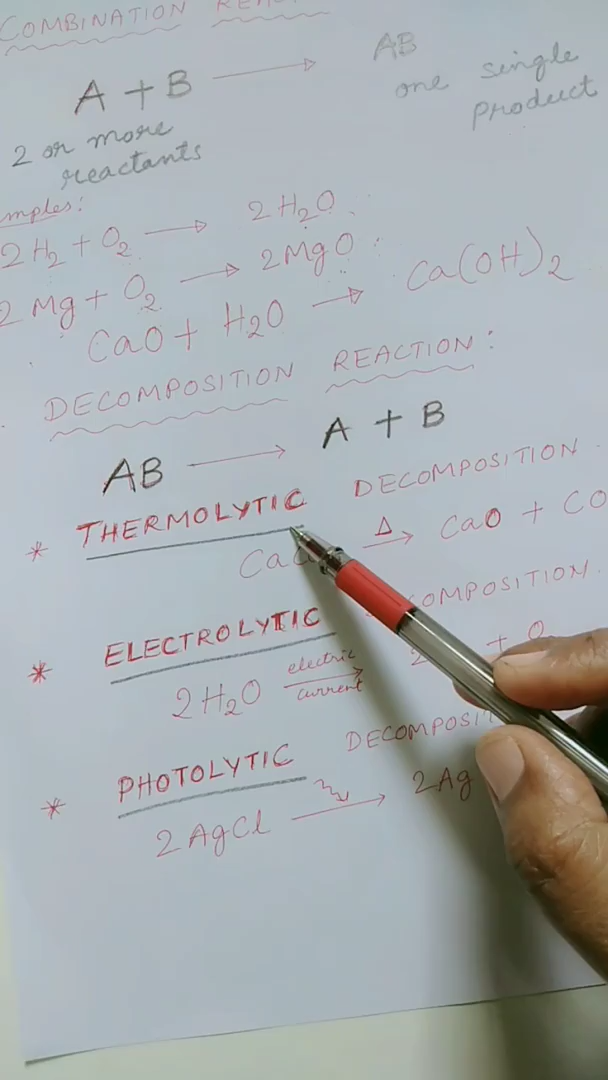 COMBINATION
A + B → AB
one single product
2 or more reactants
2H₂ + O₂ → 2H₂O
2Mg + O₂ → 2MgO
CaO + H₂O → Ca(OH)₂
DECOMPOSITION REACTION:
AB → A + B
* THERMOLYTIC DECOMPOSITION
Δ → CaO + CO
* ELECTROLYTIC
2H₂O electric current → + O
* PHOTOLYTIC
2AgCl → 2Ag